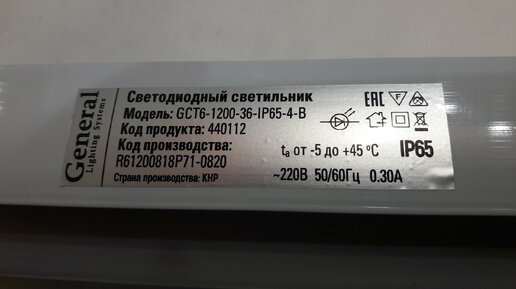 General
Lighting Systems
Светодиодный светильник
Модель: GCT6-1200-36-IP65-4-B
Код продукта: 440112
Код производства:
R61200818P71-0820
Страна производства: КНР
EAC F
ta от -5 до +45 °C IP65
~220В 50/60Гц 0.30А